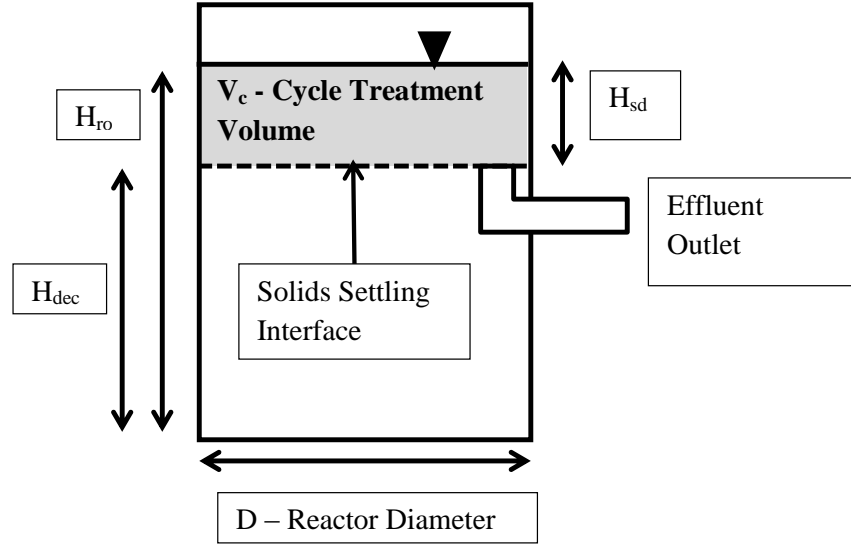 V_c - Cycle Treatment
Volume
H_ro
H_sd
Effluent
Outlet
H_dec
Solids Settling
Interface
D – Reactor Diameter